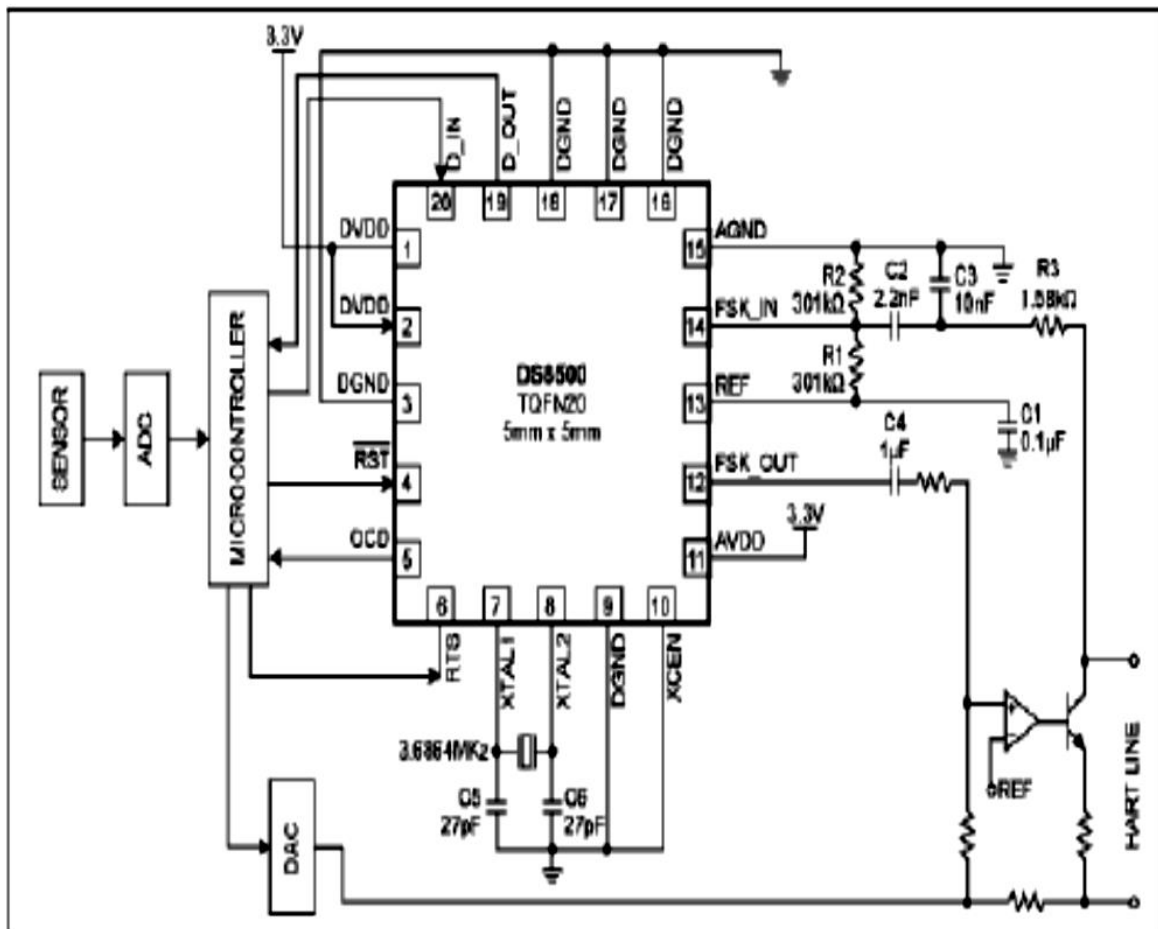 3.3V
D_IN
D_OUT
DGND
DGND
DGND
20
19
18
17
16
DVDD
1
DVDD
2
DGND
3
RST
4
OCD
5
SENSOR
ADC
MICROCONTROLLER
DS8500
TQFN20
5mm x 5mm
15
AGND
14
FSK_IN
13
REF
12
FSK_OUT
11
AVDD
R2
301kΩ
C2
2.2nF
C3
10nF
R3
1.58kΩ
R1
301kΩ
C1
0.1µF
C4
1µF
3.3V
6
7
8
9
10
RTS
XTAL1
XTAL2
DGND
XCEN
3.6864MHz
C5
27pF
C6
27pF
DAC
REF
HART LINE